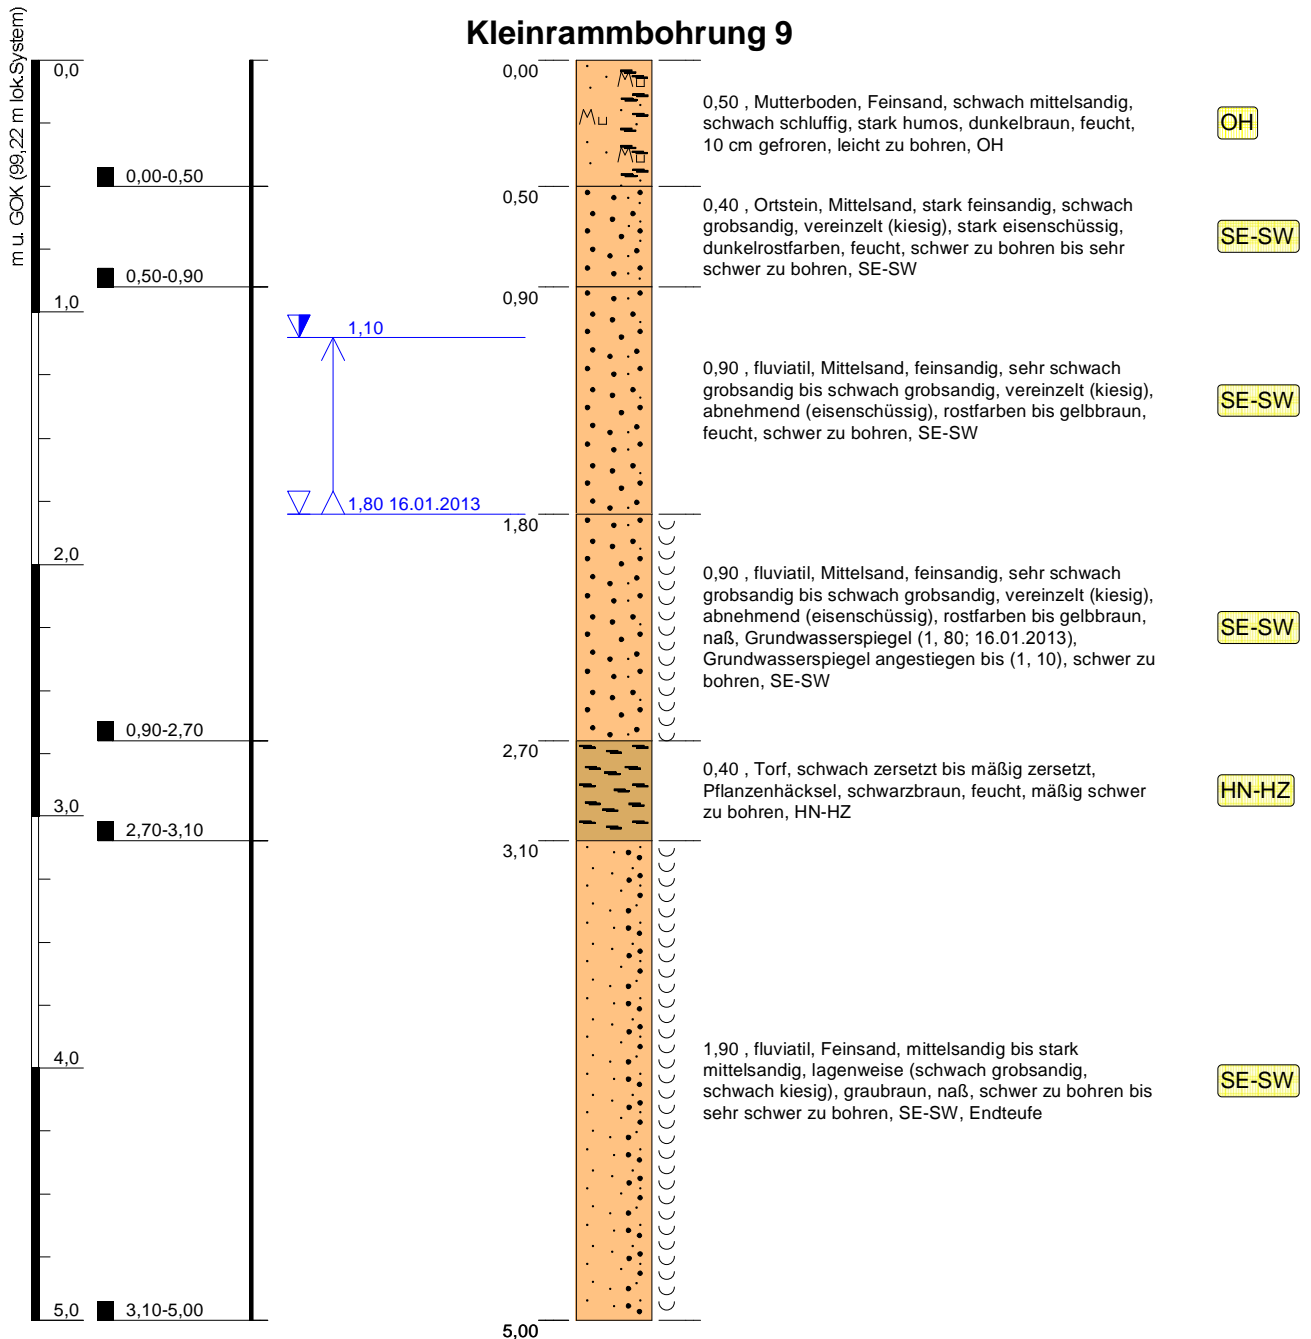 Kleinrammbohrung 9
m u. GOK (99,22 m lok.System)
0,0
1,0
2,0
3,0
4,0
5,0
0,00-0,50
0,50-0,90
0,90-2,70
2,70-3,10
3,10-5,00
1,10
1,80 16.01.2013
0,00
0,50
0,90
1,80
2,70
3,10
5,00
Mu
Mu
Mu
0,50 , Mutterboden, Feinsand, schwach mittelsandig,
schwach schluffig, stark humos, dunkelbraun, feucht,
10 cm gefroren, leicht zu bohren, OH
OH
0,40 , Ortstein, Mittelsand, stark feinsandig, schwach
grobsandig, vereinzelt (kiesig), stark eisenschüssig,
dunkelrostfarben, feucht, schwer zu bohren bis sehr
schwer zu bohren, SE-SW
SE-SW
0,90 , fluviatil, Mittelsand, feinsandig, sehr schwach
grobsandig bis schwach grobsandig, vereinzelt (kiesig),
abnehmend (eisenschüssig), rostfarben bis gelbbraun,
feucht, schwer zu bohren, SE-SW
SE-SW
0,90 , fluviatil, Mittelsand, feinsandig, sehr schwach
grobsandig bis schwach grobsandig, vereinzelt (kiesig),
abnehmend (eisenschüssig), rostfarben bis gelbbraun,
naß, Grundwasserspiegel (1, 80; 16.01.2013),
Grundwasserspiegel angestiegen bis (1, 10), schwer zu
bohren, SE-SW
SE-SW
0,40 , Torf, schwach zersetzt bis mäßig zersetzt,
Pflanzenhäcksel, schwarzbraun, feucht, mäßig schwer
zu bohren, HN-HZ
HN-HZ
1,90 , fluviatil, Feinsand, mittelsandig bis stark
mittelsandig, lagenweise (schwach grobsandig,
schwach kiesig), graubraun, naß, schwer zu bohren bis
sehr schwer zu bohren, SE-SW, Endteufe
SE-SW